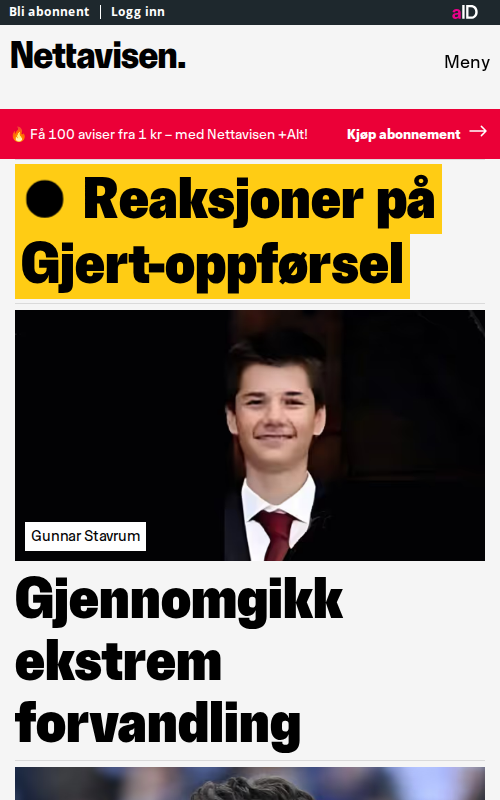 Bli abonnent | Logg inn
aID
Nettavisen.
Meny
🔥 Få 100 aviser fra 1 kr – med Nettavisen +Alt!
Kjøp abonnement →
● Reaksjoner på
Gjert-oppførsel
Gunnar Stavrum
Gjennomgikk
ekstrem
forvandling